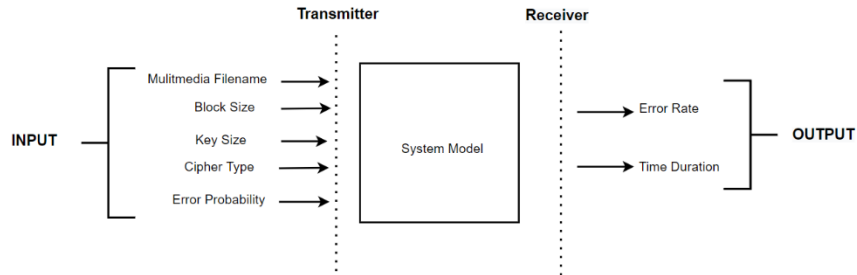 Transmitter
Receiver
INPUT
Mulitmedia Filename
Block Size
Key Size
Cipher Type
Error Probability
System Model
Error Rate
Time Duration
OUTPUT